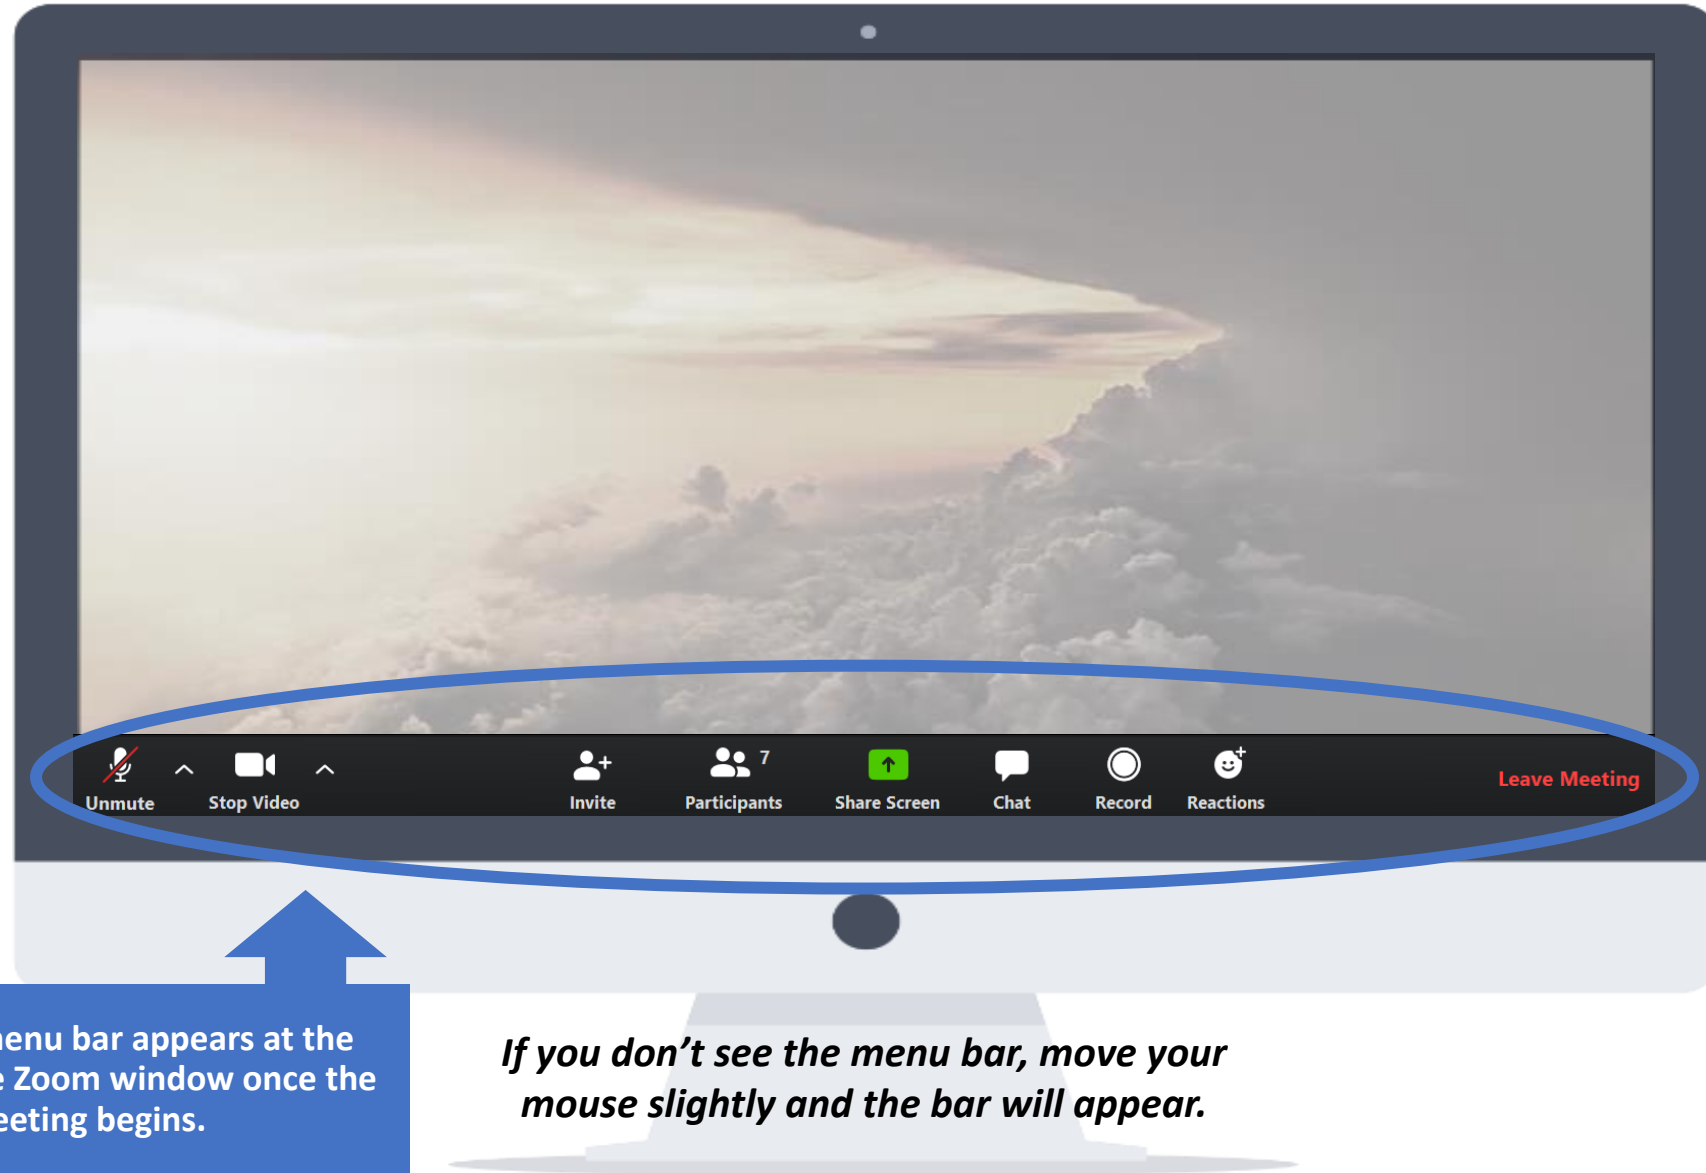 Unmute
Stop Video
Invite
Participants
7
Share Screen
Chat
Record
Reactions
Leave Meeting
bar appears at the
Zoom window once the
begins.
If you don’t see the menu bar, move your
mouse slightly and the bar will appear.